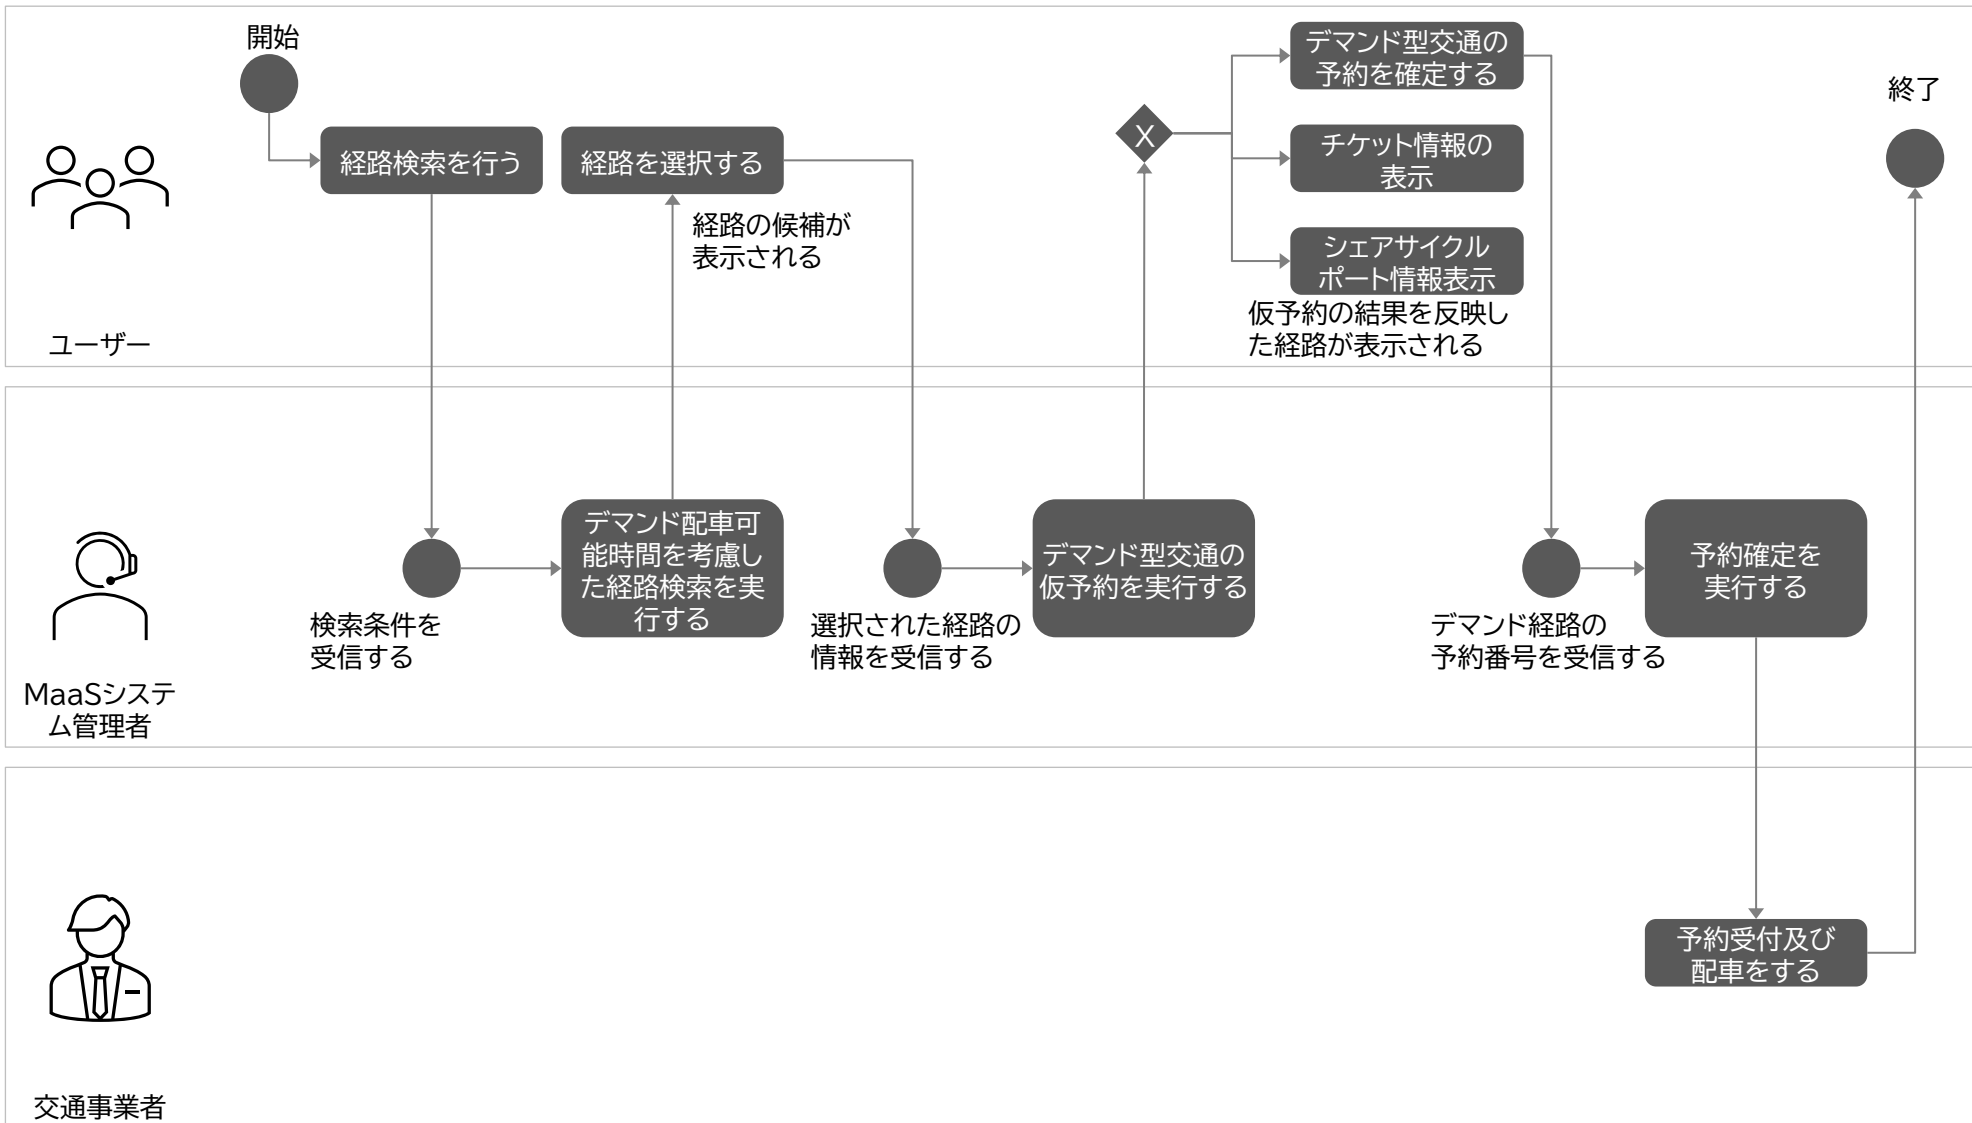 開始
経路検索を行う
経路を選択する
経路の候補が
表示される
X
デマンド型交通の
予約を確定する
チケット情報の
表示
シェアサイクル
ポート情報表示
仮予約の結果を反映し
た経路が表示される
終了
ユーザー
検索条件を
受信する
デマンド配車可
能時間を考慮し
た経路検索を実
行する
選択された経路の
情報を受信する
デマンド型交通の
仮予約を実行する
デマンド経路の
予約番号を受信する
予約確定を
実行する
MaaSシステ
ム管理者
予約受付及び
配車をする
交通事業者